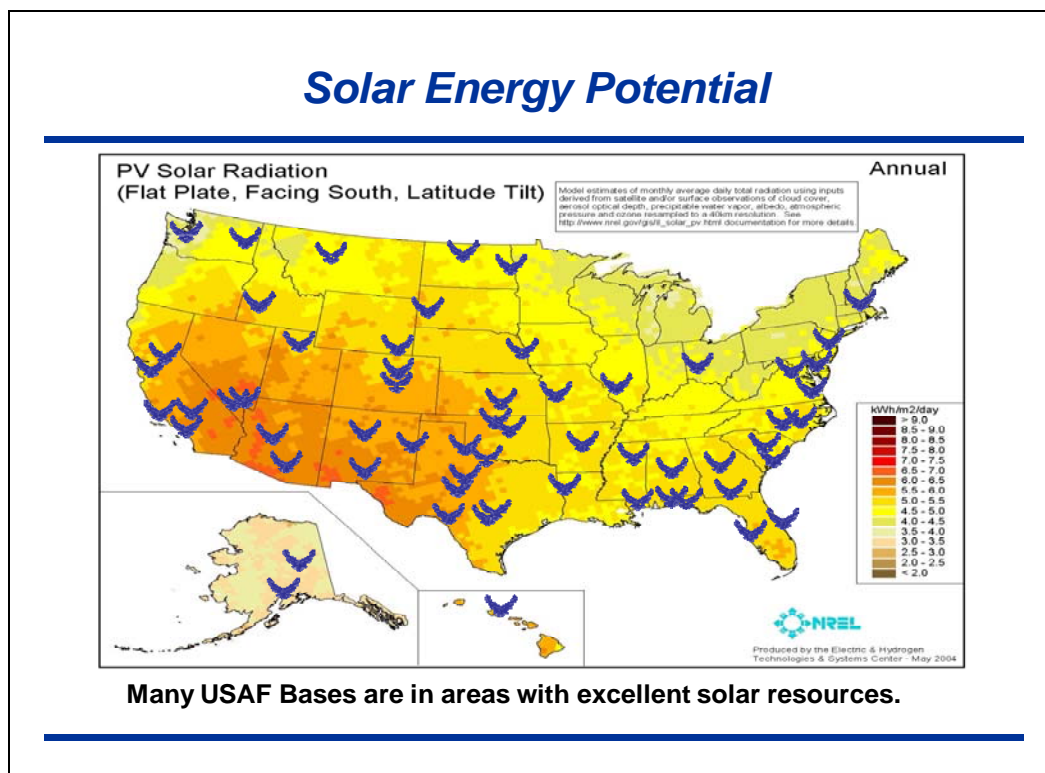 Solar Energy Potential
PV Solar Radiation
(Flat Plate, Facing South, Latitude Tilt)
Annual
Model estimates of monthly average daily total radiation using inputs
derived from satellite and/or surface observations of cloud cover,
aerosol optical depth, precipitable water vapor, albedo, atmospheric
pressure and ozone resampled to a 40km resolution. See
http://www.nrel.gov/gis/il_solar_pv.html documentation for more details.
kWh/m2/day
> 9.0
8.5 - 9.0
8.0 - 8.5
7.5 - 8.0
7.0 - 7.5
6.5 - 7.0
6.0 - 6.5
5.5 - 6.0
5.0 - 5.5
4.5 - 5.0
4.0 - 4.5
3.5 - 4.0
3.0 - 3.5
2.5 - 3.0
2.0 - 2.5
< 2.0
NREL
Produced by the Electric & Hydrogen
Technologies & Systems Center - May 2004
Many USAF Bases are in areas with excellent solar resources.